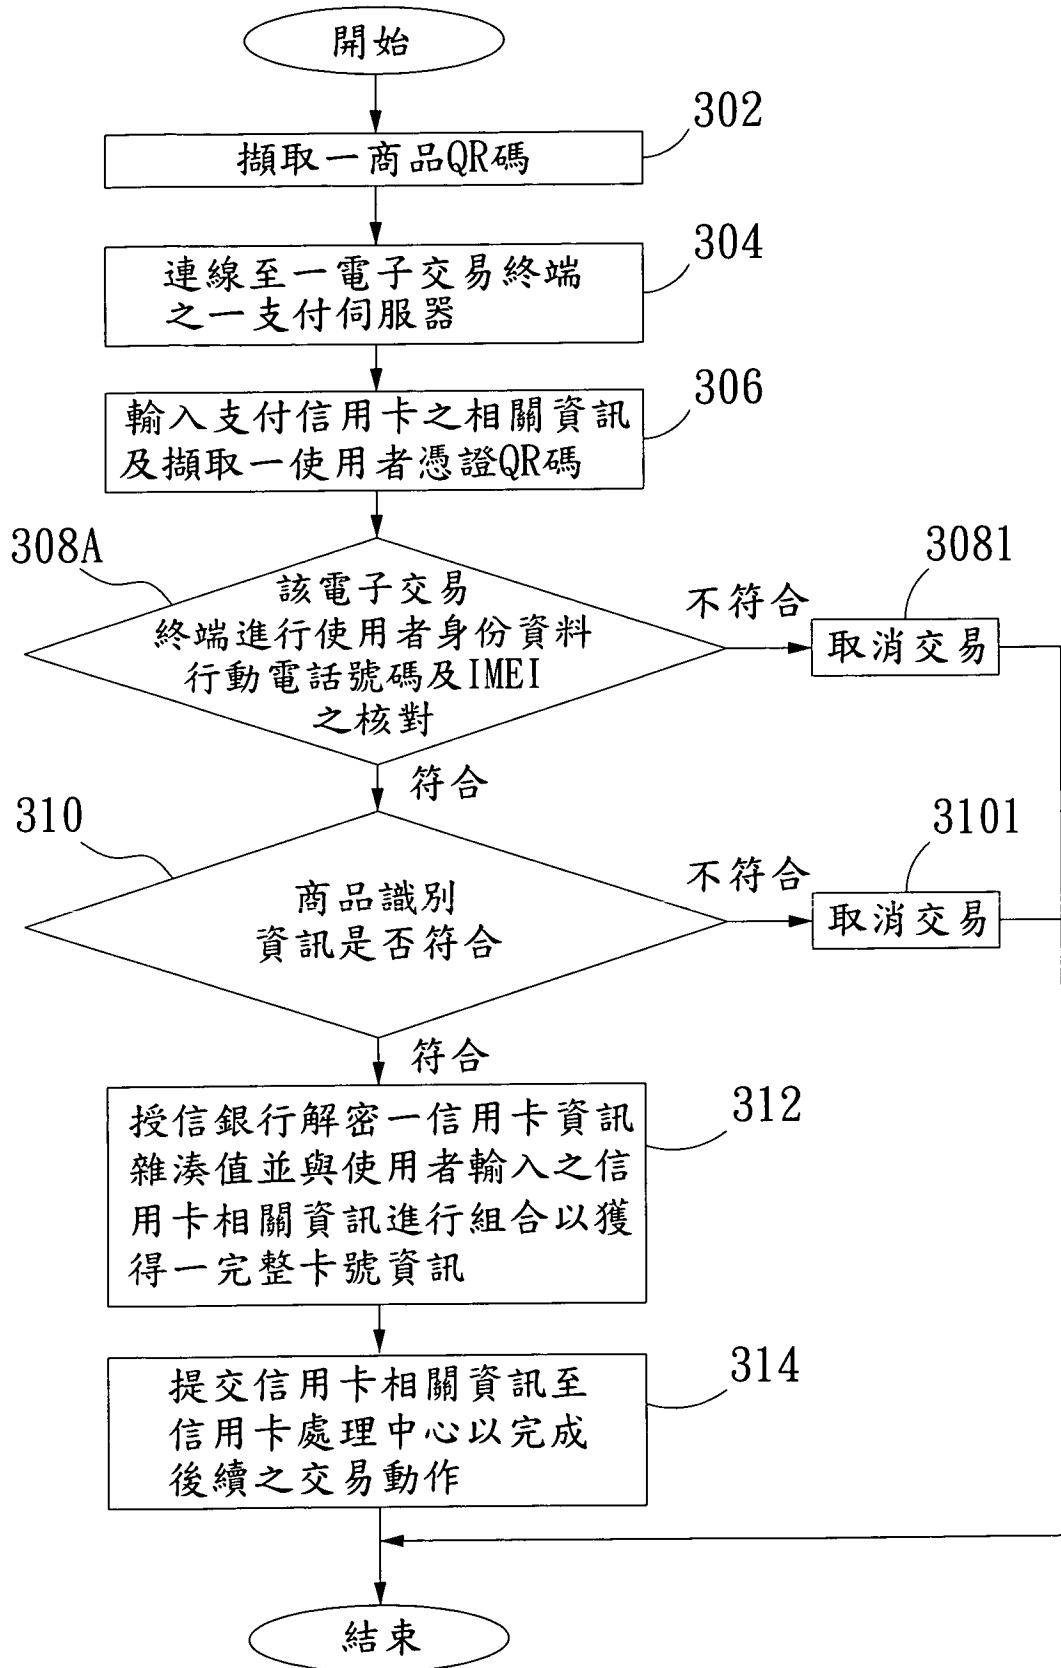 開始
302
擷取一商品QR碼
304
連線至一電子交易終端
之一支付伺服器
306
輸入支付信用卡之相關資訊
及擷取一使用者憑證QR碼
308A
該電子交易
終端進行使用者身份資料
行動電話號碼及IMEI
之核對
不符合
3081
取消交易
符合
310
商品識別
資訊是否符合
不符合
3101
取消交易
符合
312
授信銀行解密一信用卡資訊
雜湊值並與使用者輸入之信
用卡相關資訊進行組合以獲
得一完整卡號資訊
314
提交信用卡相關資訊至
信用卡處理中心以完成
後續之交易動作
結束